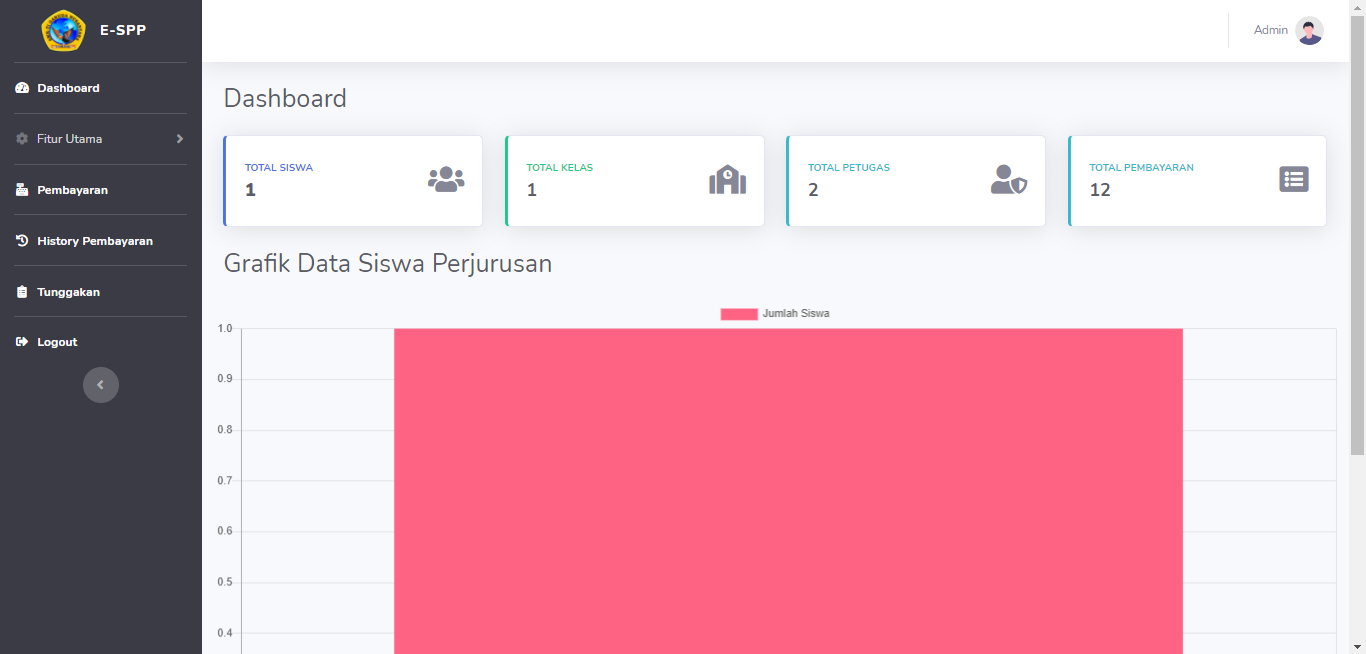 E-SPP
Dashboard
Fitur Utama
Pembayaran
History Pembayaran
Tunggakan
Logout
Admin
Dashboard
TOTAL SISWA
1
TOTAL KELAS
1
TOTAL PETUGAS
2
TOTAL PEMBAYARAN
12
Grafik Data Siswa Perjurusan
Jumlah Siswa
1.0
0.9
0.8
0.7
0.6
0.5
0.4